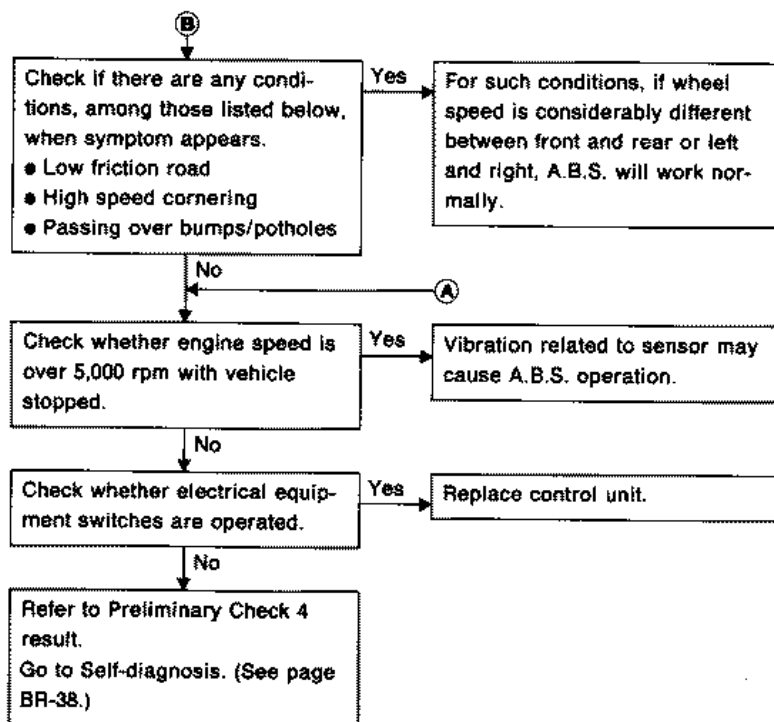 B
Check if there are any condi-
tions, among those listed below,
when symptom appears.
● Low friction road
● High speed cornering
● Passing over bumps/potholes
Yes
For such conditions, if wheel
speed is considerably different
between front and rear or left
and right, A.B.S. will work nor-
mally.
No
A
Check whether engine speed is
over 5,000 rpm with vehicle
stopped.
Yes
Vibration related to sensor may
cause A.B.S. operation.
No
Check whether electrical equip-
ment switches are operated.
Yes
Replace control unit.
No
Refer to Preliminary Check 4
result.
Go to Self-diagnosis. (See page
BR-38.)